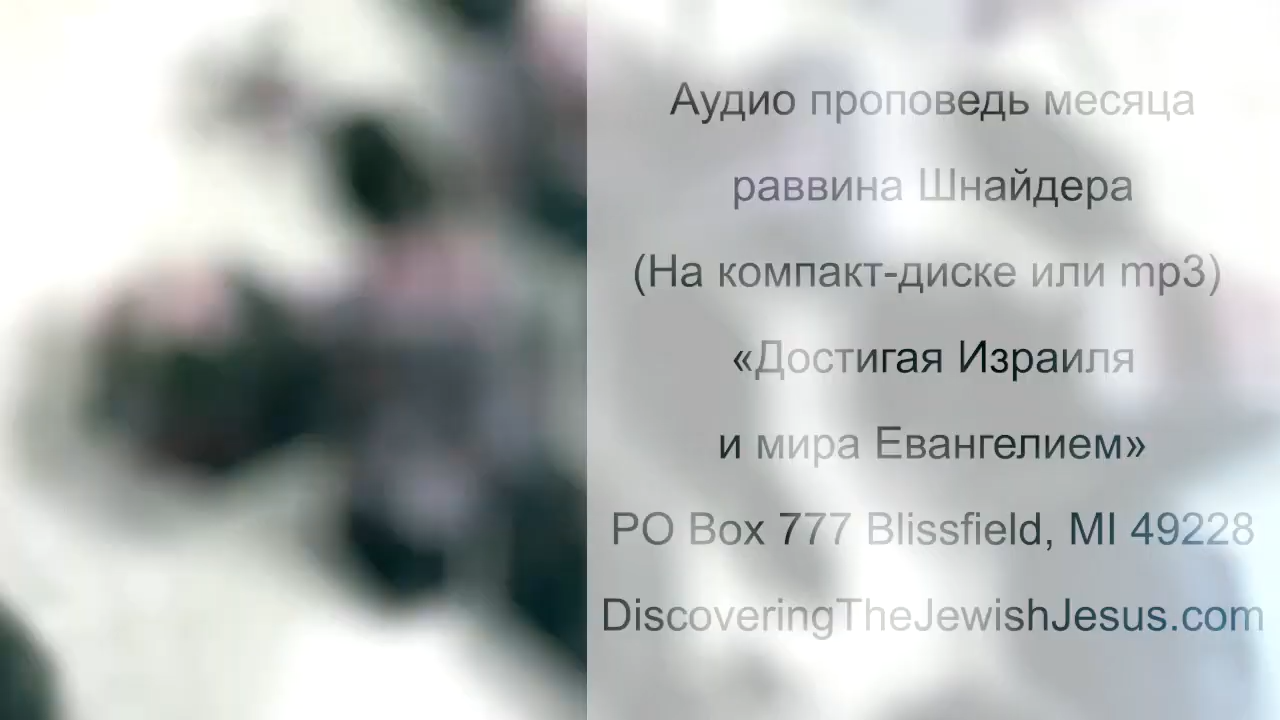 Аудио проповедь месяца
раввина Шнайдера
(На компакт-диске или mp3)
«Достигая Израиля
и мира Евангелием»
PO Box 777 Blissfield, MI 49228
DiscoveringTheJewishJesus.com